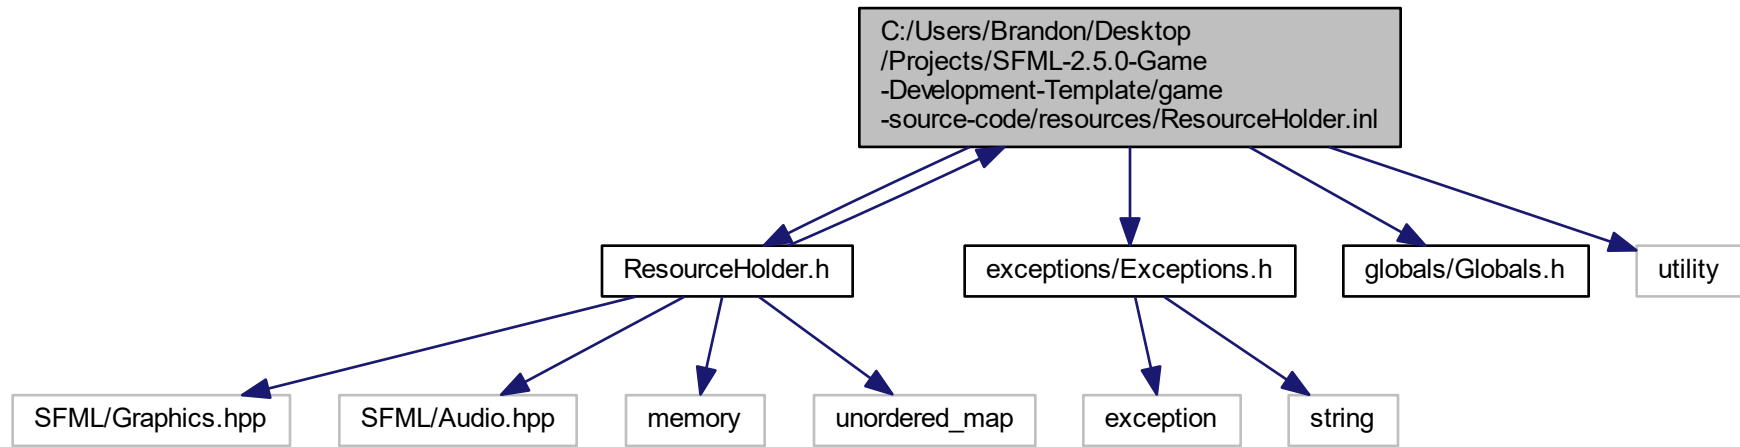 C:/Users/Brandon/Desktop
/Projects/SFML-2.5.0-Game
-Development-Template/game
-source-code/resources/ResourceHolder.inl
ResourceHolder.h
exceptions/Exceptions.h
globals/Globals.h
utility
SFML/Graphics.hpp
SFML/Audio.hpp
memory
unordered_map
exception
string